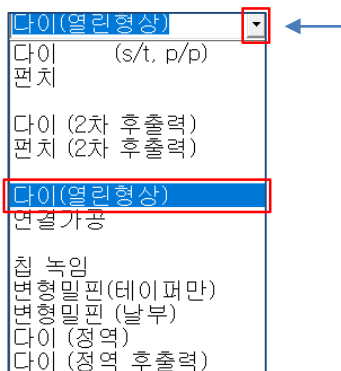 다이(열린형상)
다이 (s/t, p/p)
펀치
다이 (2차 후출력)
펀치 (2차 후출력)
다이(열린형상)
연결가공
칩 녹임
변형밀핀(테이퍼만)
변형밀핀 (날부)
다이 (정역)
다이 (정역 후출력)